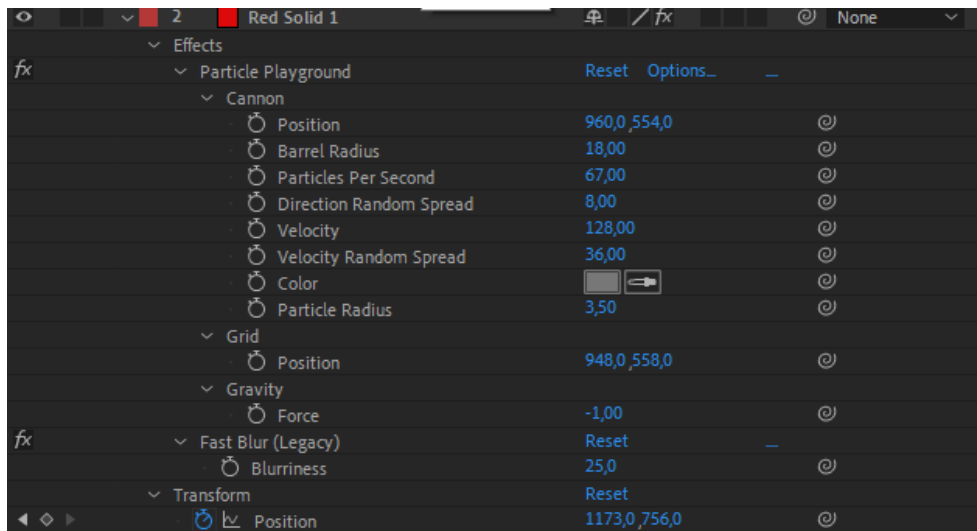 2 Red Solid 1 fx None
Effects
fx Particle Playground Reset Options...
Cannon
Position 960,0,554,0
Barrel Radius 18,00
Particles Per Second 67,00
Direction Random Spread 8,00
Velocity 128,00
Velocity Random Spread 36,00
Color
Particle Radius 3,50
Grid
Position 948,0,558,0
Gravity
Force -1,00
fx Fast Blur (Legacy) Reset
Blurriness 25,0
Transform Reset
Position 1173,0,756,0